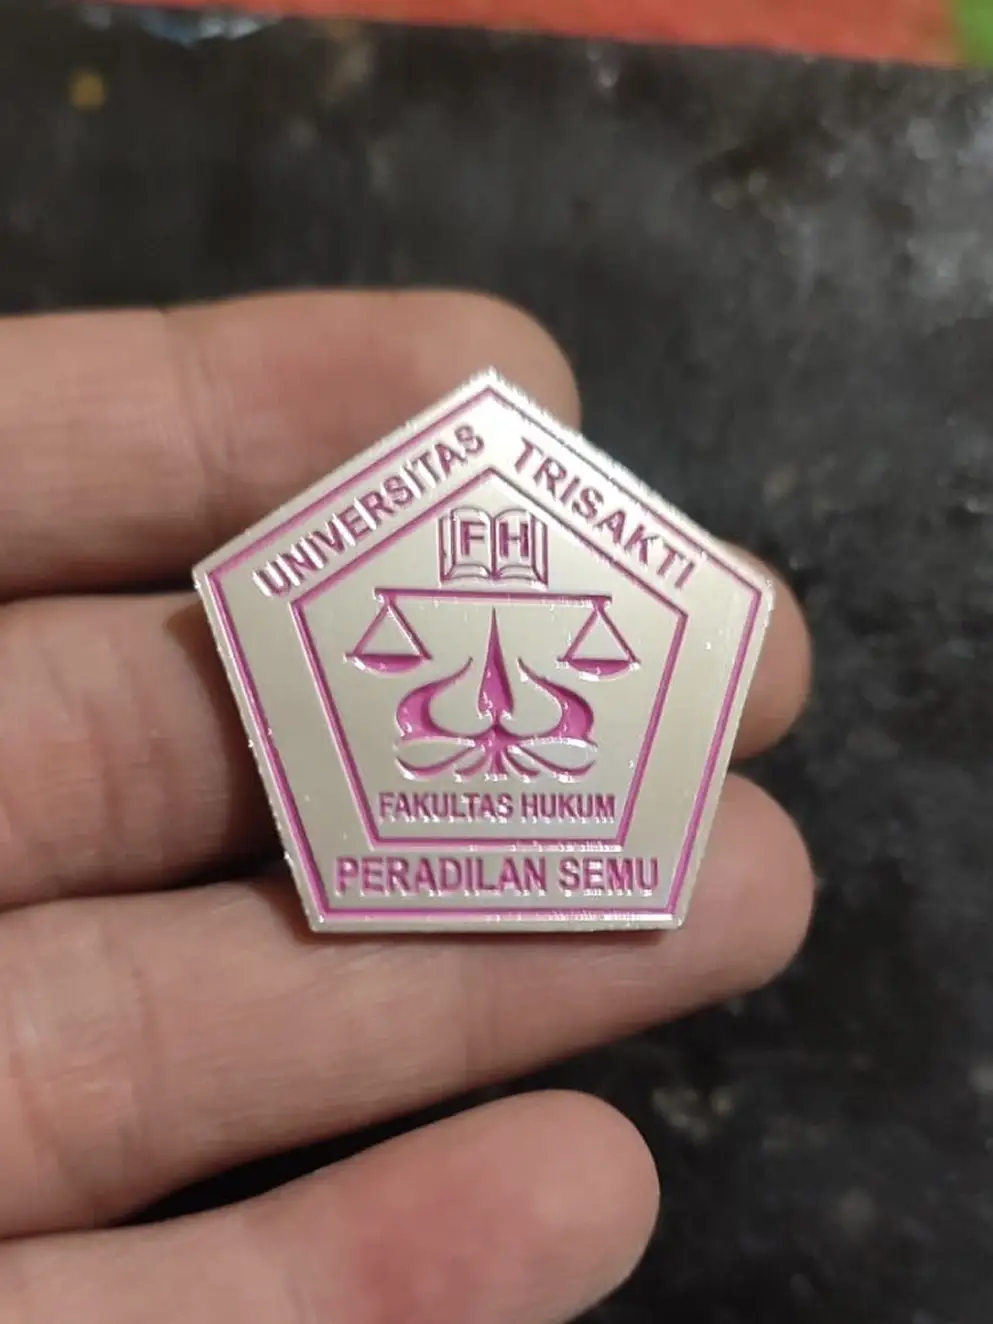 UNIVERSITAS TRISAKTI
FH
FAKULTAS HUKUM
PERADILAN SEMU